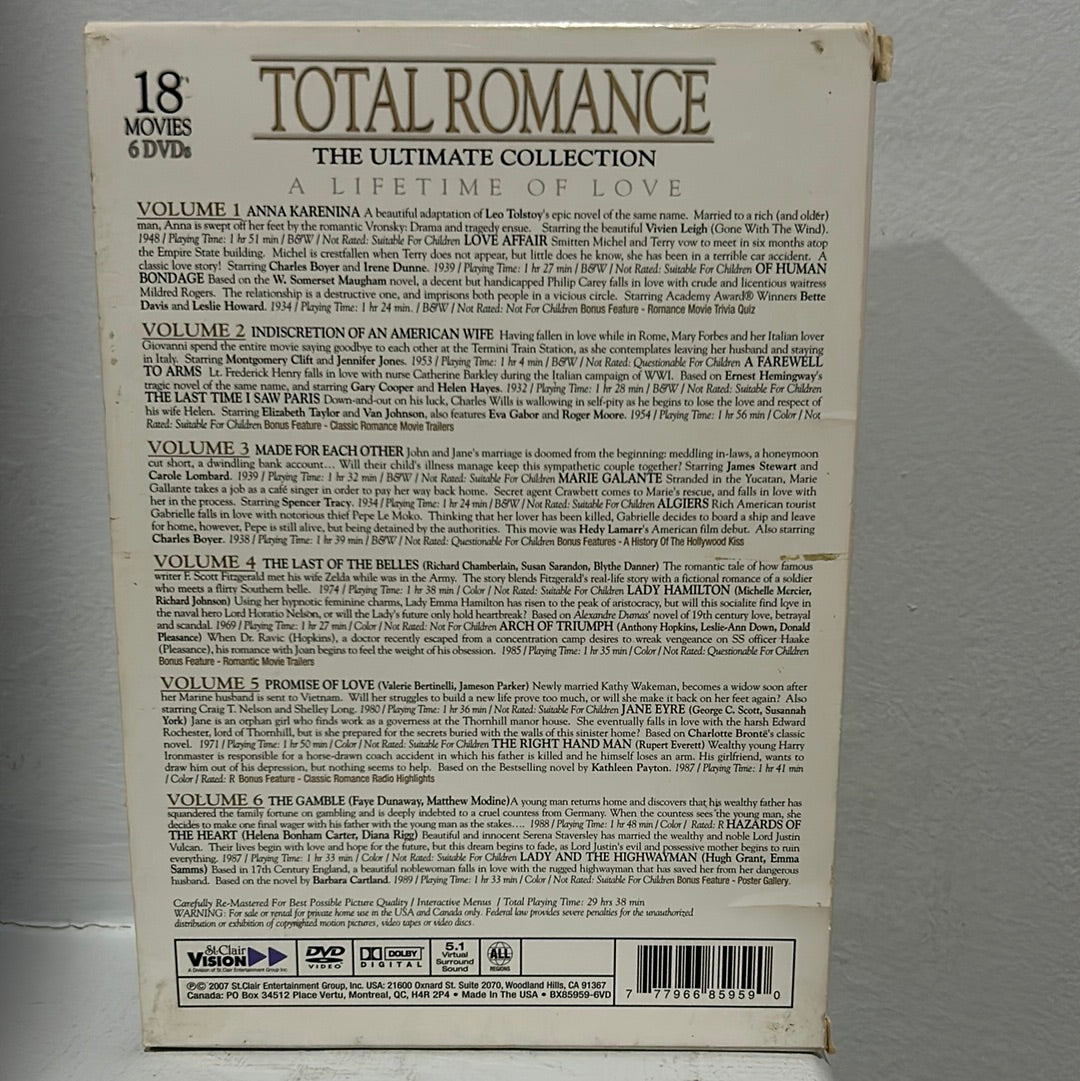 18
MOVIES
6 DVDs
TOTAL ROMANCE
THE ULTIMATE COLLECTION
A LIFETIME OF LOVE
VOLUME 1 ANNA KARENINA A beautiful adaptation of Leo Tolstoy's epic novel of the same name. Married to a rich (and older)
man, Anna is swept off her feet by the romantic Vronsky: Drama and tragedy ensue. Starring the beautiful Vivien Leigh (Gone With The Wind).
1948 / Playing Time: 1 hr 51 min / B&W / Not Rated: Suitable For Children LOVE AFFAIR Smitten Michel and Terry vow to meet in six months atop
the Empire State building. Michel is crestfallen when Terry does not appear, but little does he know, she has been in a terrible car accident. A
classic love story! Starring Charles Boyer and Irene Dunne. 1939 / Playing Time: 1 hr 27 min / B&W / Not Rated: Suitable For Children OF HUMAN
BONDAGE Based on the W. Somerset Maugham novel, a decent but handicapped Philip Carey falls in love with crude and licentious waitress
Mildred Rogers. The relationship is a destructive one, and imprisons both people in a vicious circle. Starring Academy Award® Winners Bette
Davis and Leslie Howard. 1934 / Playing Time: 1 hr 24 min. / B&W / Not Rated: Not For Children Bonus Feature - Romance Movie Trivia Quiz
VOLUME 2 INDISCRETION OF AN AMERICAN WIFE Having fallen in love while in Rome, Mary Forbes and her Italian lover
Giovanni spend the entire movie saying goodbye to each other at the Termini Train Station, as she contemplates leaving her husband and staying
in Italy. Starring Montgomery Clift and Jennifer Jones. 1953 / Playing Time: 1 hr 4 min / B&W / Not Rated: Questionable For Children A FAREWELL
TO ARMS Lt. Frederick Henry falls in love with nurse Catherine Barkley during the Italian campaign of WWI. Based on Ernest Hemingway's
tragic novel of the same name, and starring Gary Cooper and Helen Hayes. 1932 / Playing Time: 1 hr 28 min / B&W / Not Rated: Suitable For Children
THE LAST TIME I SAW PARIS Down-and-out on his luck, Charles Wills is wallowing in self-pity as he begins to lose the love and respect of
his wife Helen. Starring Elizabeth Taylor and Van Johnson, also features Eva Gabor and Roger Moore. 1954 / Playing Time: 1 hr 56 min / Color / Not
Rated: Suitable For Children Bonus Feature - Classic Romance Movie Trailers
VOLUME 3 MADE FOR EACH OTHER John and Jane's marriage is doomed from the beginning: meddling in-laws, a honeymoon
cut short, a dwindling bank account... Will their child's illness manage keep this sympathetic couple together? Starring James Stewart and
Carole Lombard. 1939 / Playing Time: 1 hr 32 min / B&W / Not Rated: Suitable For Children MARIE GALANTE Stranded in the Yucatan, Marie
Gallante takes a job as a café singer in order to pay her way back home. Secret agent Crawbett comes to Marie's rescue, and falls in love with
her in the process. Starring Spencer Tracy. 1934 / Playing Time: 1 hr 24 min / B&W / Not Rated: Suitable For Children ALGIERS Rich American tourist
Gabrielle falls in love with notorious thief Pepe Le Moko. Thinking that her lover has been killed, Gabrielle decides to board a ship and leave
for home, however, Pepe is still alive, but being detained by the authorities. This movie was Hedy Lamarr's American film debut. Also starring
Charles Boyer. 1938 / Playing Time: 1 hr 39 min / B&W / Not Rated: Questionable For Children Bonus Features - A History Of The Hollywood Kiss
VOLUME 4 THE LAST OF THE BELLES (Richard Chamberlain, Susan Sarandon, Blythe Danner) The romantic tale of how famous
writer F. Scott Fitzgerald met his wife Zelda while was in the Army. The story blends Fitzgerald's real-life story with a fictional romance of a soldier
who meets a flirty Southern belle. 1974 / Playing Time: 1 hr 38 min / Color / Not Rated: Suitable For Children LADY HAMILTON (Michelle Mercier,
Richard Johnson) Using her hypnotic feminine charms, Lady Emma Hamilton has risen to the peak of aristocracy, but will this socialite find love in
the naval hero Lord Horatio Nelson, or will the Lady's future only hold heartbreak? Based on Alexandre Dumas' novel of 19th century love, betrayal
and scandal. 1969 / Playing Time: 1 hr 27 min / Color / Not Rated: Suitable For Children ARCH OF TRIUMPH (Anthony Hopkins, Leslie-Ann Down, Donald
Pleasance) When Dr. Ravic (Hopkins), a doctor recently escaped from a concentration camp desires to wreak vengeance on SS officer Haake
(Pleasance), his romance with Joan begins to feel the weight of his obsession. 1985 / Playing Time: 1 hr 35 min / Color / Not Rated: Questionable For Children
Bonus Feature - Romantic Movie Trailers
VOLUME 5 PROMISE OF LOVE (Valerie Bertinelli, Jameson Parker) Newly married Kathy Wakeman, becomes a widow soon after
her Marine husband is sent to Vietnam. Will her struggles to build a new life prove too much, or will she make it back on her feet again? Also
starring Craig T. Nelson and Shelley Long. 1980 / Playing Time: 1 hr 36 min / Not Rated: Suitable For Children JANE EYRE (George C. Scott, Susannah
York) Jane is an orphan girl who finds work as a governess at the Thornhill manor house. She eventually falls in love with the harsh Edward
Rochester, lord of Thornhill, but is she prepared for the secrets buried with the walls of this sinister home? Based on Charlotte Brontë's classic
novel. 1971 / Playing Time: 1 hr 50 min / Color / Not Rated: Suitable For Children THE RIGHT HAND MAN (Rupert Everett) Wealthy young Harry
Ironmaster is responsible for a horse-drawn coach accident in which his father is killed and he himself loses an arm. His girlfriend, wants to
draw him out of his depression, but nothing seems to help. Based on the Bestselling novel by Kathleen Payton. 1987 / Playing Time: 1 hr 41 min
/ Color / Rated: R Bonus Feature - Classic Romance Radio Highlights
VOLUME 6 THE GAMBLE (Faye Dunaway, Matthew Modine) A young man returns home and discovers that his wealthy father has
squandered the family fortune on gambling and is deeply indebted to a cruel countess from Germany. When the countess sees the young man, she
decides to make one final wager with his father with the young man as the stakes.... 1988 / Playing Time: 1 hr 48 min / Color / Rated: R HAZARDS OF
THE HEART (Helena Bonham Carter, Diana Rigg) Beautiful and innocent Serena Staversley has married the wealthy and noble Lord Justin
Vulcan. Their lives begin with love and hope for the future, but this dream begins to fade, as Lord Justin's evil and possessive mother begins to ruin
everything. 1987 / Playing Time: 1 hr 33 min / Color / Not Rated: Suitable For Children LADY AND THE HIGHWAYMAN (Hugh Grant, Emma
Samms) Based in 17th Century England, a beautiful noblewoman falls in love with the rugged highwayman that has saved her from her dangerous
husband. Based on the novel by Barbara Cartland. 1989 / Playing Time: 1 hr 33 min / Color / Not Rated: Suitable For Children Bonus Feature - Poster Gallery.
Carefully Re-Mastered For Best Possible Picture Quality / Interactive Menus / Total Playing Time: 29 hrs 38 min
WARNING: For sale or rental for private home use in the USA and Canada only. Federal law provides severe penalties for the unauthorized
distribution or exhibition of copyrighted motion pictures, video tapes or video discs.
St. Clair
VISION
A Division of St. Clair Entertainment Group Inc.
DVD
VIDEO
DOLBY
DIGITAL
5.1
Virtual
Surround
Sound
ALL
REGIONS
℗© 2007 St.Clair Entertainment Group, Inc. USA: 21600 Oxnard St. Suite 2070, Woodland Hills, CA 91367
Canada: PO Box 34512 Place Vertu, Montreal, QC, H4R 2P4 • Made In The USA • BX85959-6VD
7 77966 85959 0